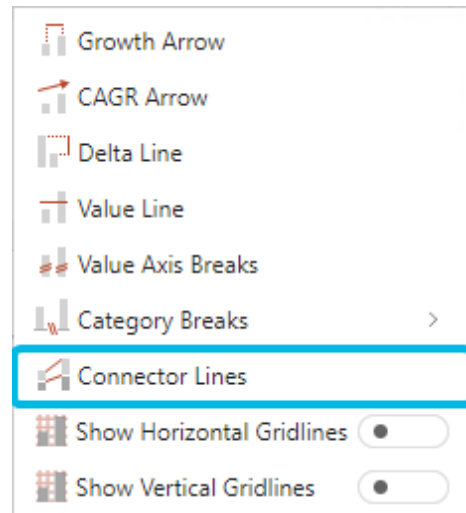 Growth Arrow
CAGR Arrow
Delta Line
Value Line
Value Axis Breaks
Category Breaks
Connector Lines
Show Horizontal Gridlines
Show Vertical Gridlines